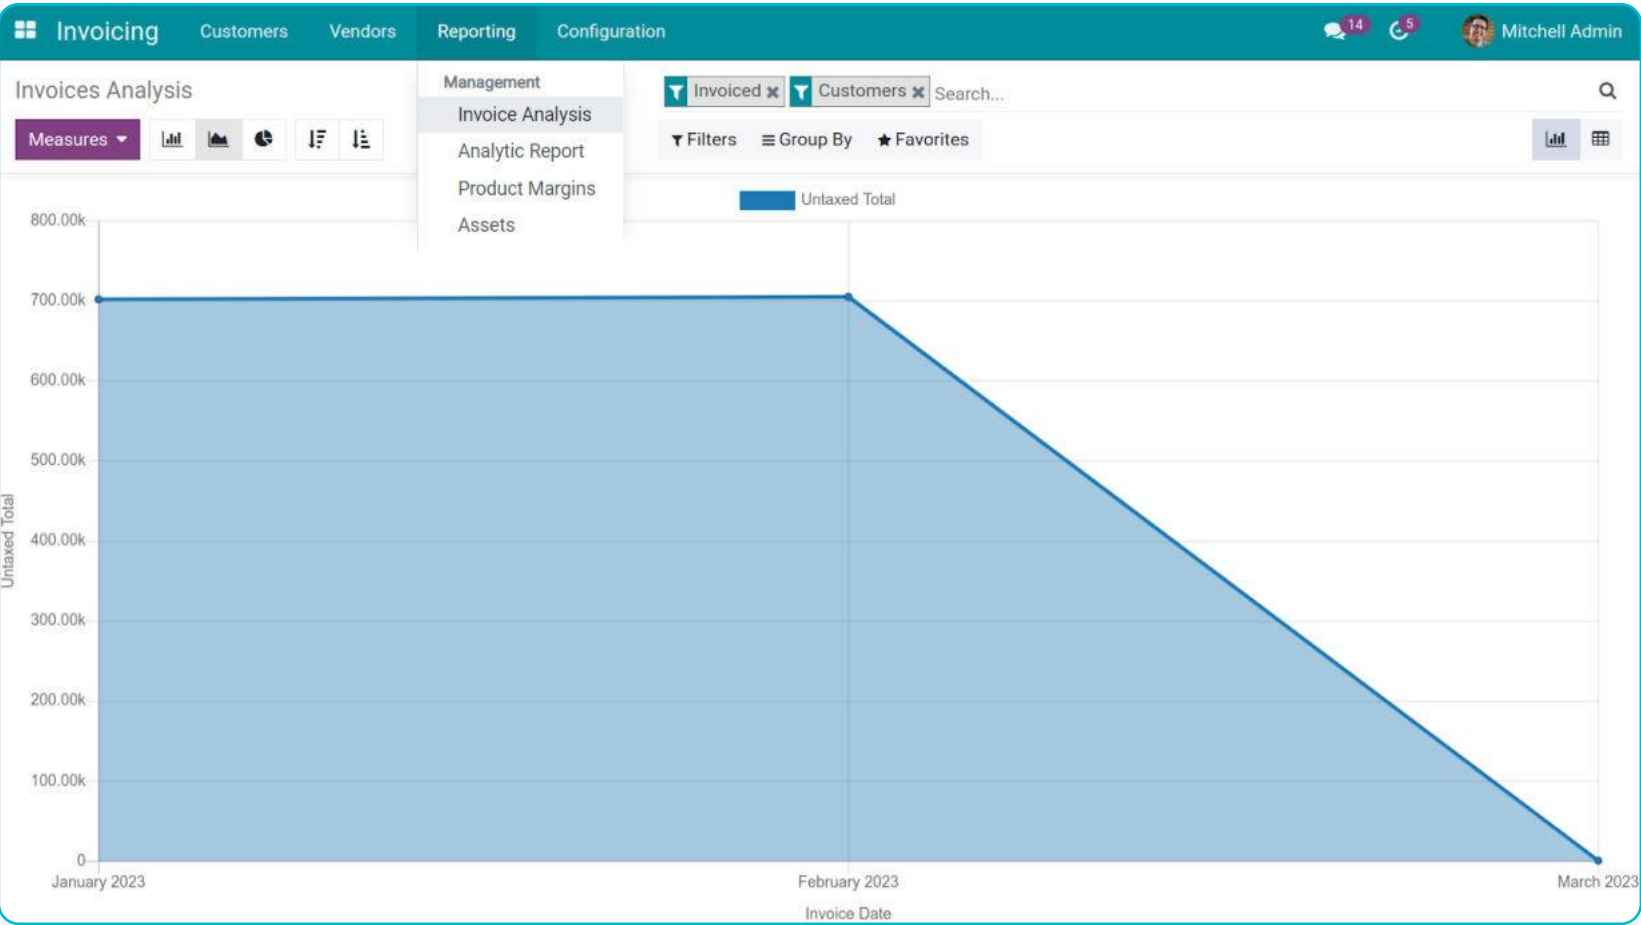 Invoicing Customers Vendors Reporting Configuration 14 5 Mitchell Admin
Invoices Analysis
Management
Invoice Analysis
Analytic Report
Product Margins
Assets
Invoiced Customers Search...
Measures
Filters Group By Favorites
Untaxed Total
800.00k
700.00k
600.00k
500.00k
400.00k
300.00k
200.00k
100.00k
0
Untaxed Total
January 2023 February 2023 March 2023
Invoice Date